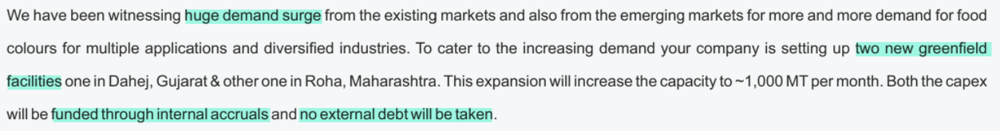 We have been witnessing huge demand surge from the existing markets and also from the emerging markets for more and more demand for food
colours for multiple applications and diversified industries. To cater to the increasing demand your company is setting up two new greenfield
facilities one in Dahej, Gujarat & other one in Roha, Maharashtra. This expansion will increase the capacity to ~1,000 MT per month. Both the capex
will be funded through internal accruals and no external debt will be taken.